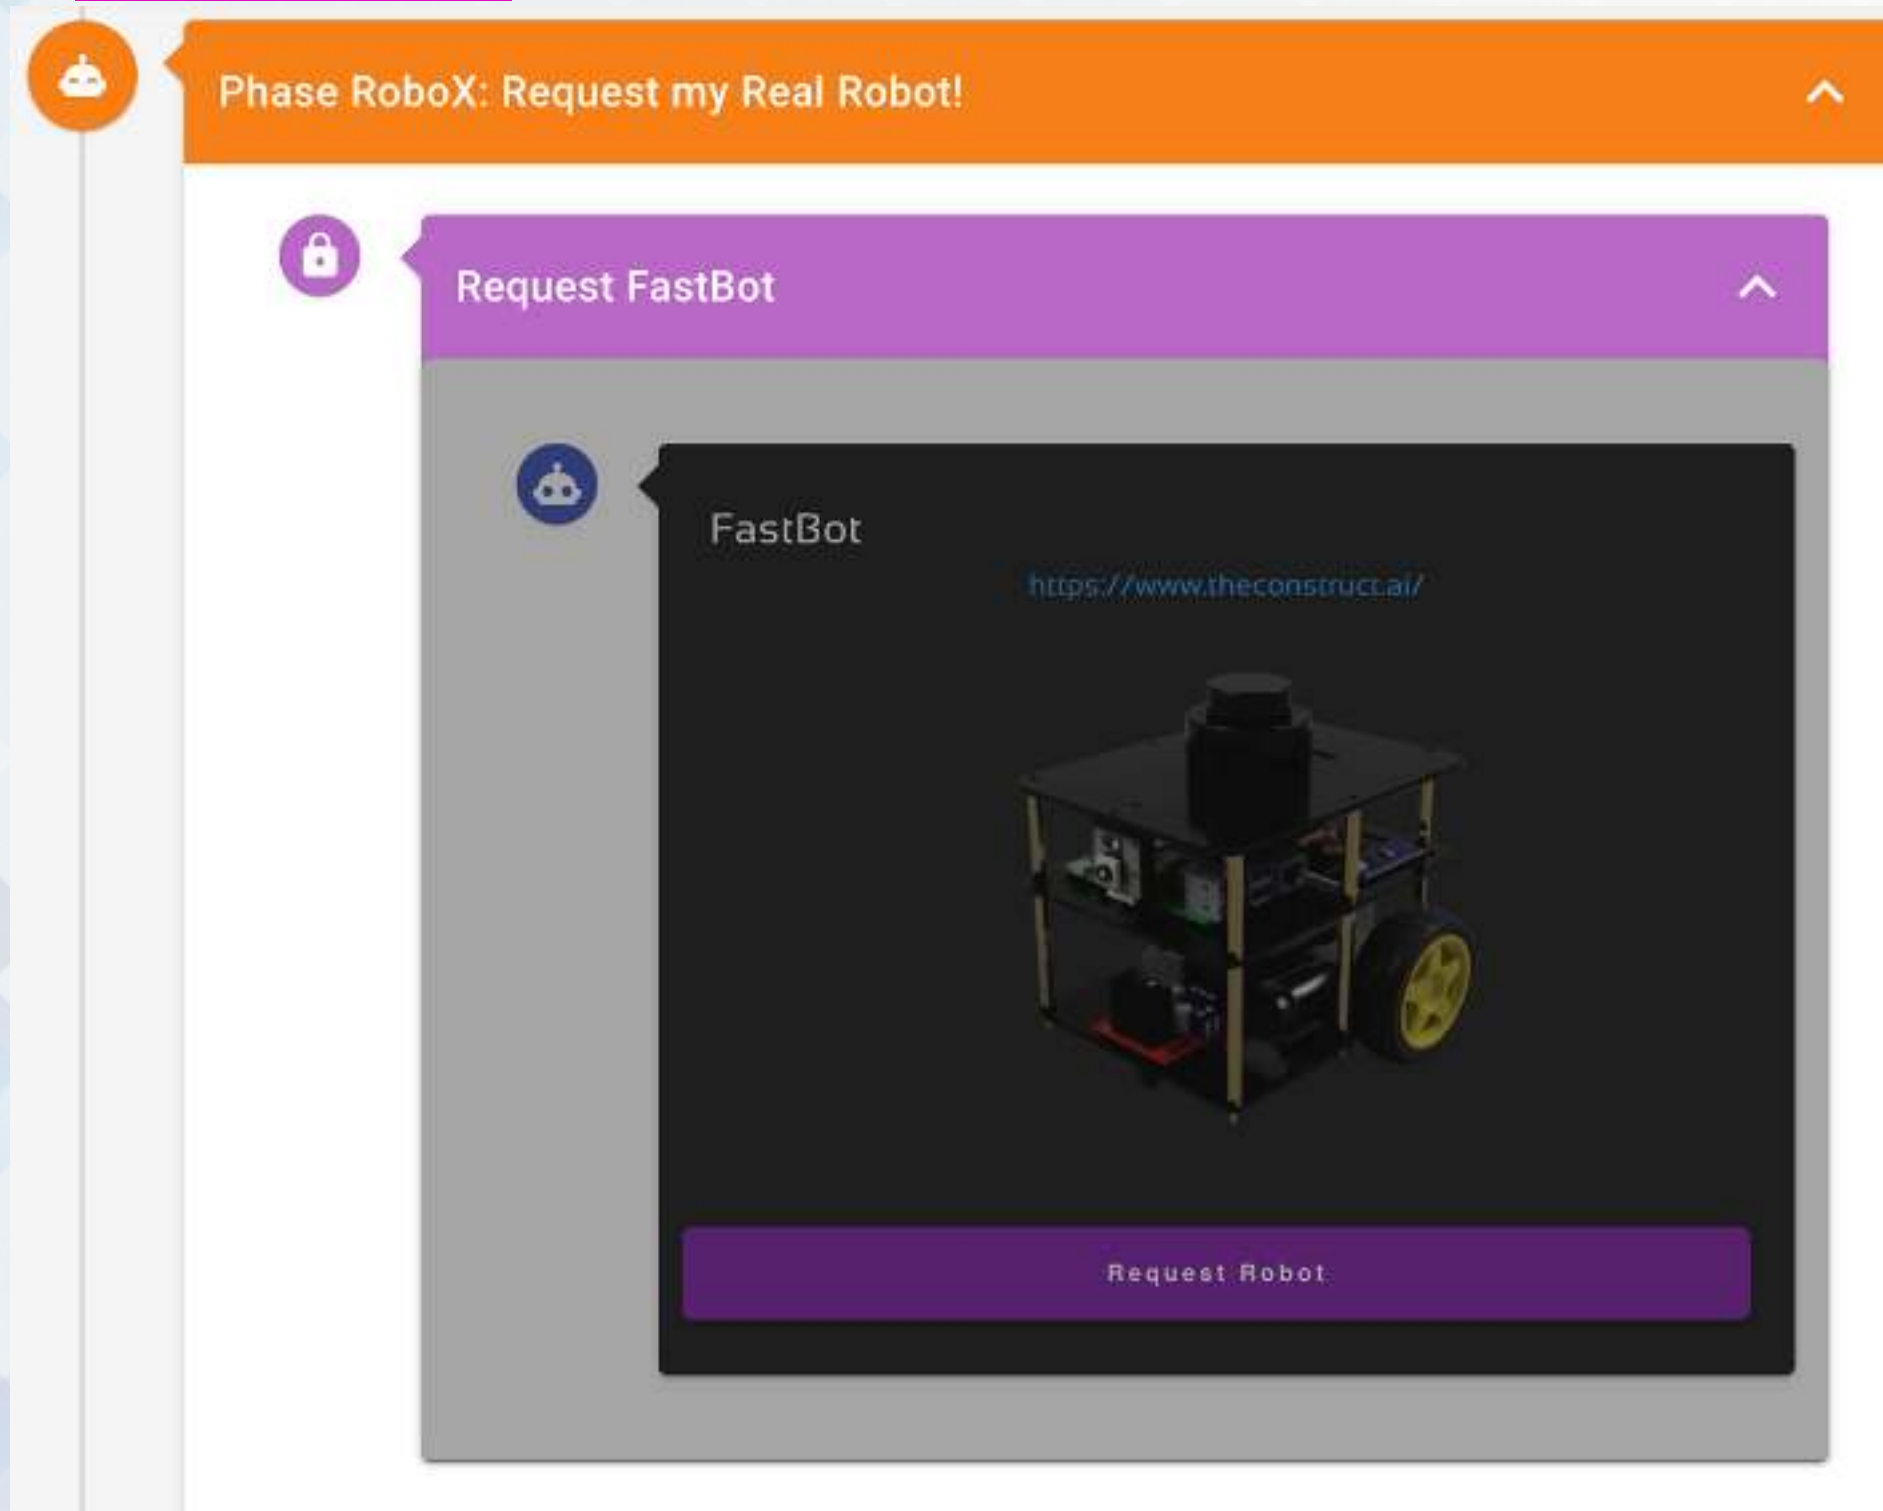 Phase RoboX: Request my Real Robot!
Request FastBot
FastBot
https://www.theconstruct.ai/
Request Robot